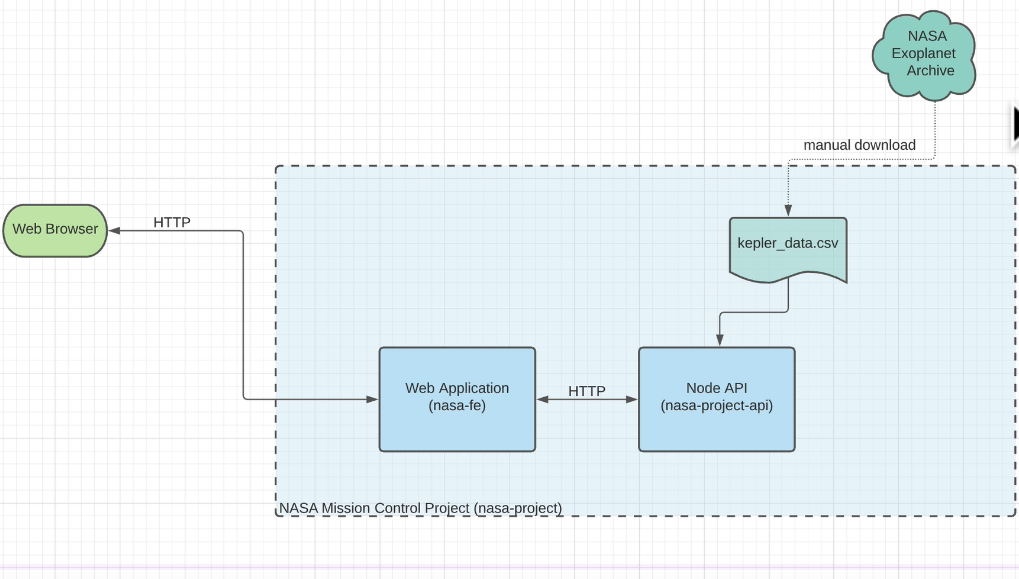 NASA
Exoplanet
Archive
manual download
HTTP
Web Browser
kepler_data.csv
Web Application
(nasa-fe)
HTTP
Node API
(nasa-project-api)
NASA Mission Control Project (nasa-project)